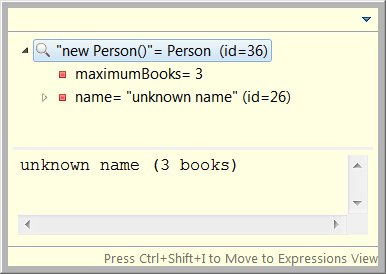 "new Person()"= Person  (id=36)
maximumBooks= 3
name= "unknown name" (id=26)
unknown name (3 books)
Press Ctrl+Shift+I to Move to Expressions View